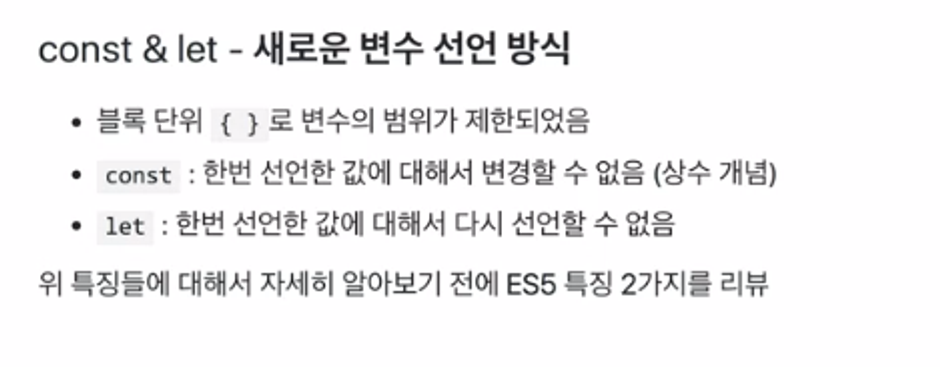 const & let - 새로운 변수 선언 방식
• 블록 단위 { }로 변수의 범위가 제한되었음
• const : 한번 선언한 값에 대해서 변경할 수 없음 (상수 개념)
• let : 한번 선언한 값에 대해서 다시 선언할 수 없음
위 특징들에 대해서 자세히 알아보기 전에 ES5 특징 2가지를 리뷰